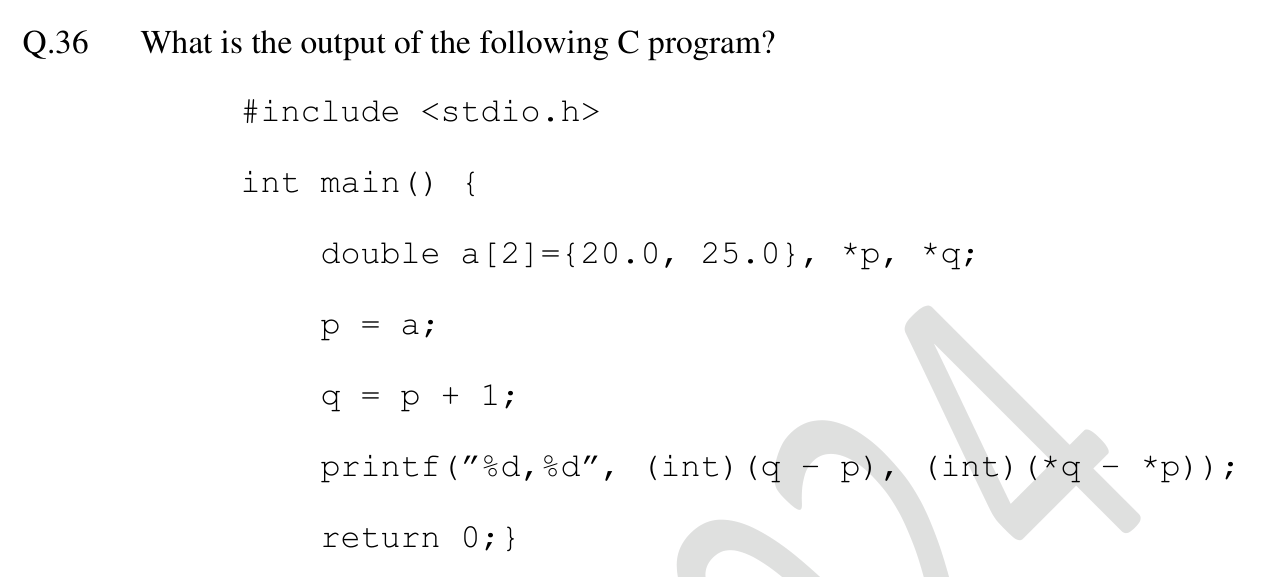 Q.36 What is the output of the following C program?
#include <stdio.h>
int main() {
double a[2]={20.0, 25.0}, *p, *q;
p = a;
q = p + 1;
printf(”%d,%d”, (int)(q - p), (int)(*q - *p));
return 0;}
24